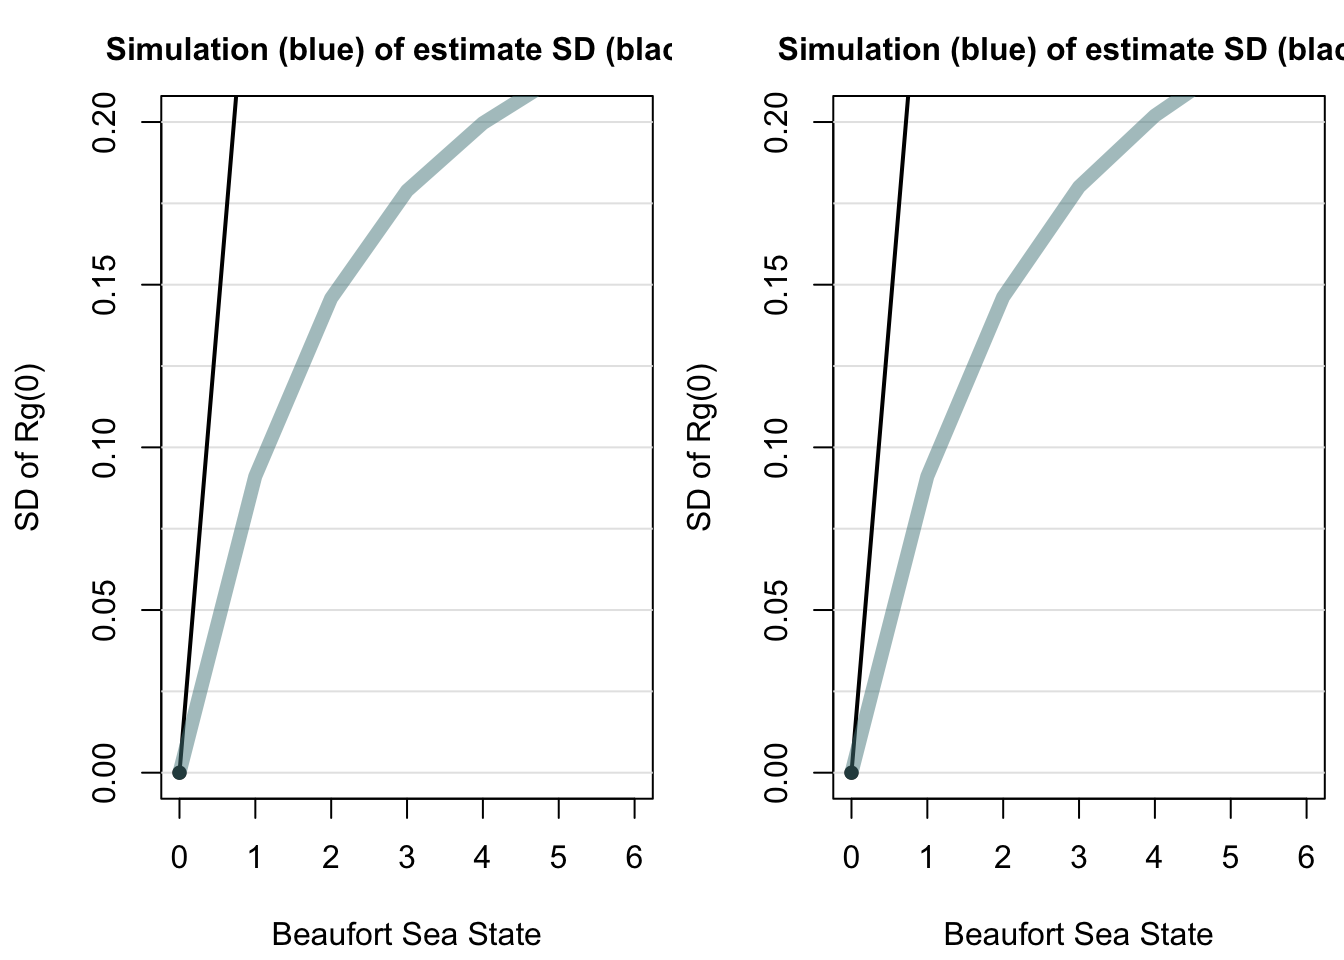 Simulation (blue) of estimate SD (blac
SD of Rg(0)
0.20
0.15
0.10
0.05
0.00
0 1 2 3 4 5 6
Beaufort Sea State
Simulation (blue) of estimate SD (blac
SD of Rg(0)
0.20
0.15
0.10
0.05
0.00
0 1 2 3 4 5 6
Beaufort Sea State